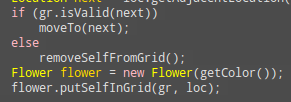 if (gr.isValid(next))
moveTo(next);
else
removeSelfFromGrid();
Flower flower = new Flower(getColor());
flower.putSelfInGrid(gr, loc);